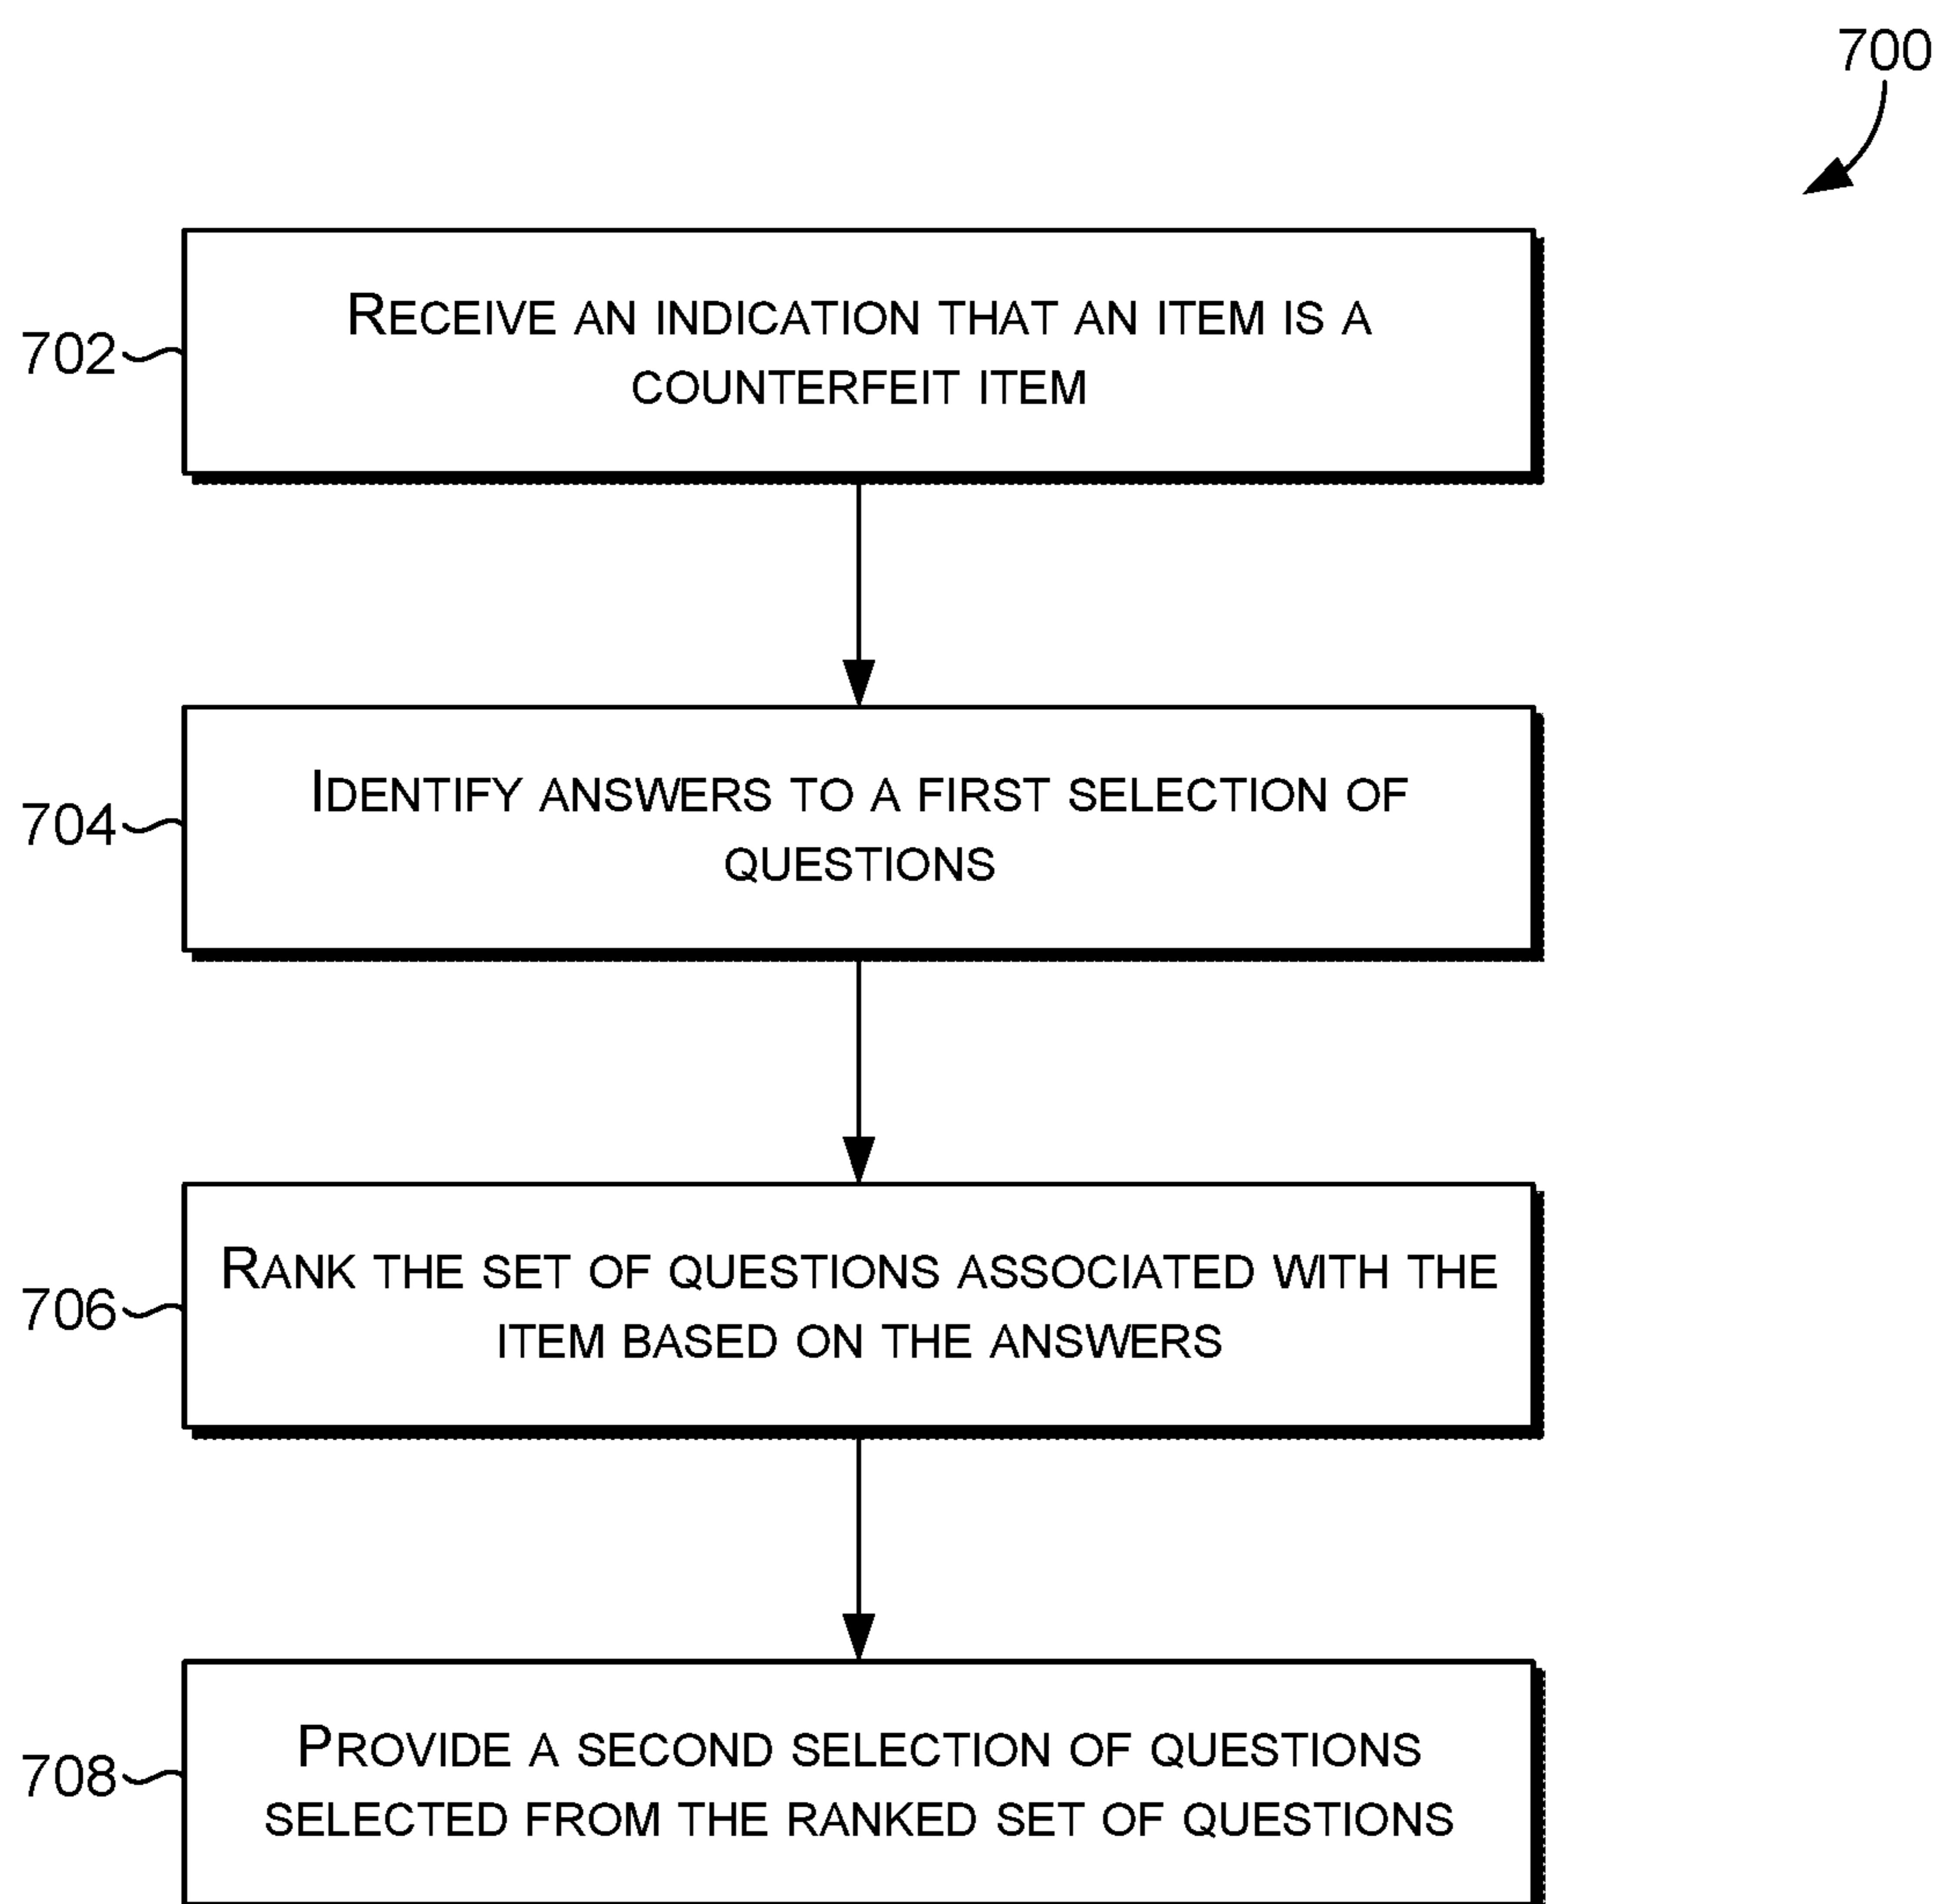 700
RECEIVE AN INDICATION THAT AN ITEM IS A
COUNTERFEIT ITEM
702
IDENTIFY ANSWERS TO A FIRST SELECTION OF
QUESTIONS
704
RANK THE SET OF QUESTIONS ASSOCIATED WITH THE
ITEM BASED ON THE ANSWERS
706
PROVIDE A SECOND SELECTION OF QUESTIONS
SELECTED FROM THE RANKED SET OF QUESTIONS
708